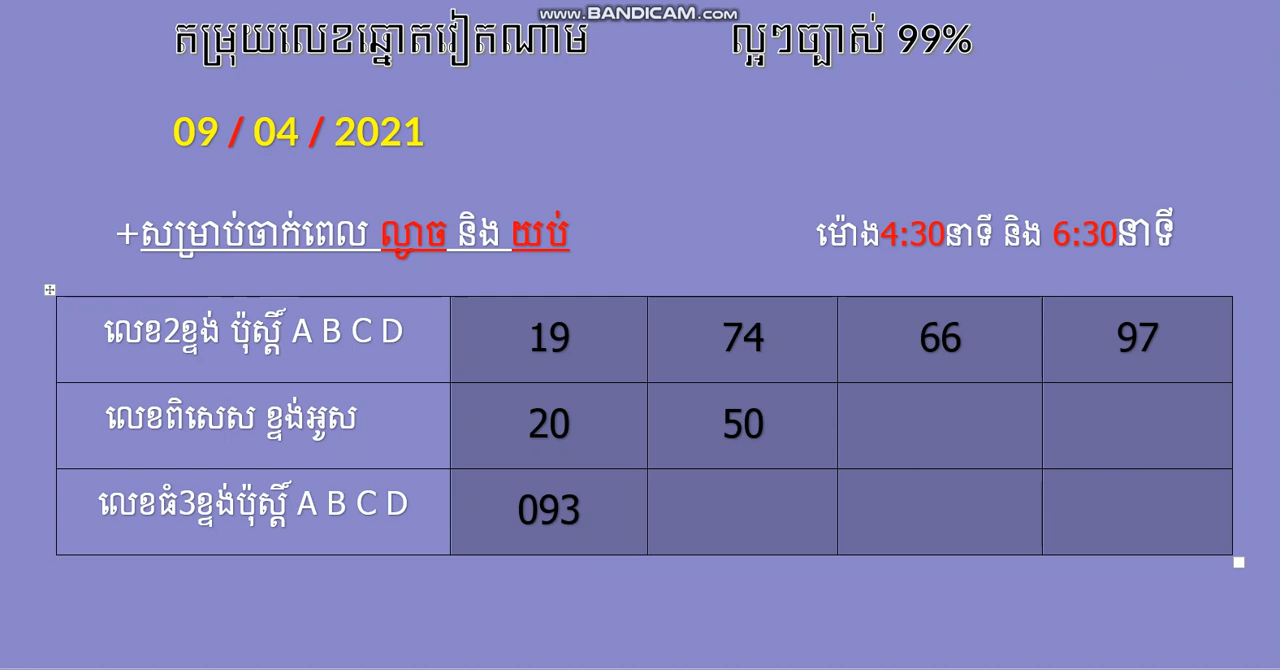 www.BANDICAM.com
តម្រុយលេខឆ្នោតវៀតណាម ល្អៗច្បាស់ 99%
09 / 04 / 2021
+សម្រាប់ចាក់ពេល ល្ងាច និង យប់ ម៉ោង4:30នាទី និង 6:30នាទី
លេខ2ខ្ទង់ ប៉ុស្តិ៍ A B C D 19 74 66 97
លេខពិសេស ខ្ទង់អូស 20 50
លេខធំ3ខ្ទង់ប៉ុស្តិ៍ A B C D 093